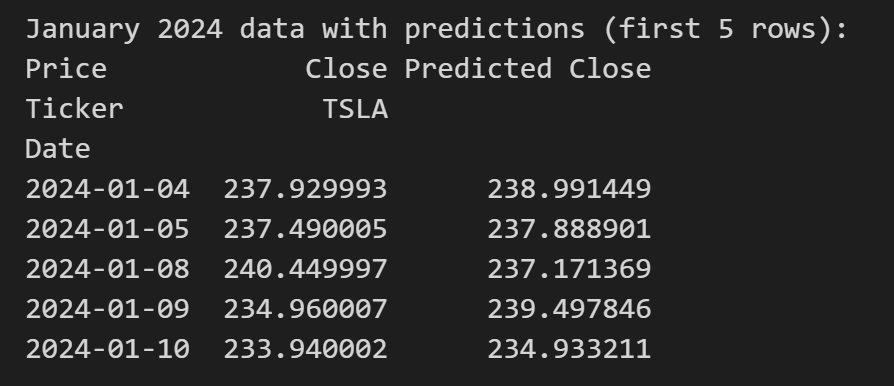 January 2024 data with predictions (first 5 rows):
Price            Close Predicted Close
Ticker            TSLA
Date
2024-01-04  237.929993      238.991449
2024-01-05  237.490005      237.888901
2024-01-08  240.449997      237.171369
2024-01-09  234.960007      239.497846
2024-01-10  233.940002      234.933211